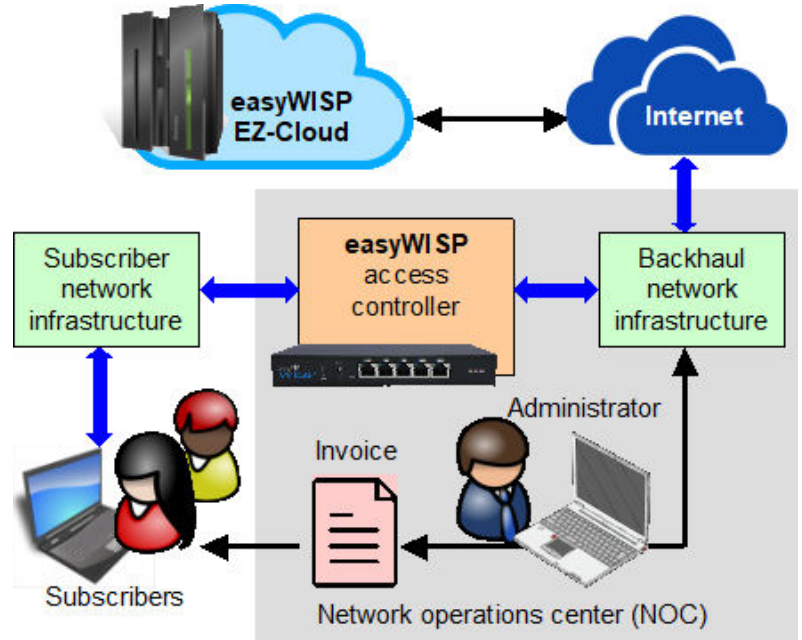 easyWISP
EZ-Cloud
Internet
Subscriber
network
infrastructure
easyWISP
access
controller
Backhaul
network
infrastructure
Administrator
Invoice
Subscribers
Network operations center (NOC)